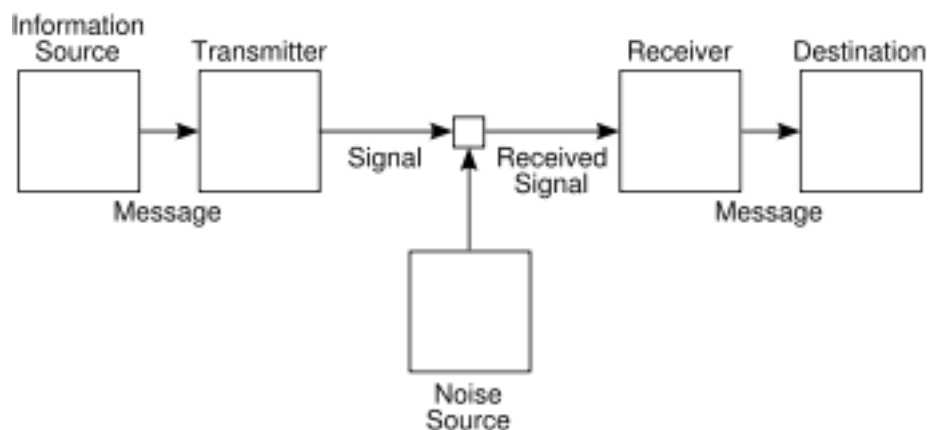 Information
Source
Transmitter
Receiver
Destination
Signal
Received
Signal
Message
Message
Noise
Source